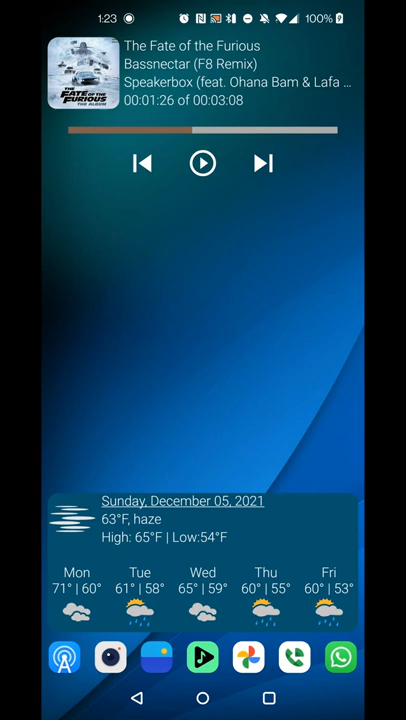 1:23
100%
The Fate of the Furious
Bassnectar (F8 Remix)
Speakerbox (feat. Ohana Bam & Lafa ...
00:01:26 of 00:03:08
THE
FATE OF THE
FURIOUS
THE ALBUM
Sunday, December 05, 2021
63°F, haze
High: 65°F | Low:54°F
Mon Tue Wed Thu Fri
71° | 60° 61° | 58° 65° | 59° 60° | 55° 60° | 53°